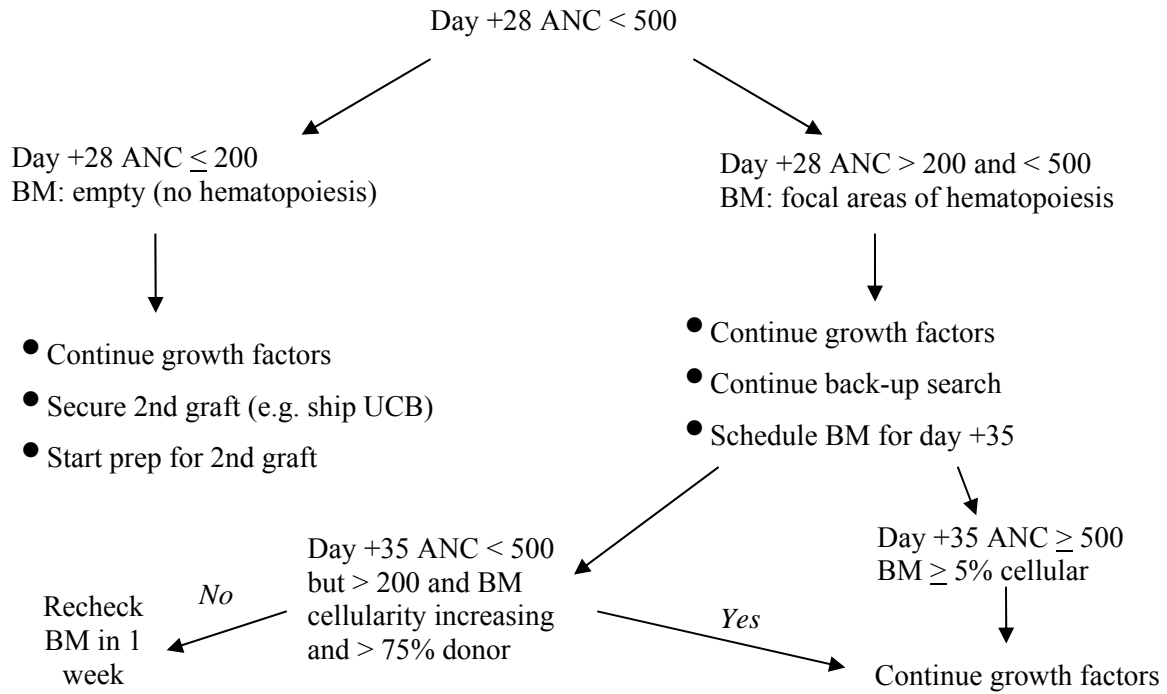 Day +28 ANC < 500
Day +28 ANC ≤ 200
BM: empty (no hematopoiesis)
Day +28 ANC > 200 and < 500
BM: focal areas of hematopoiesis
• Continue growth factors
• Secure 2nd graft (e.g. ship UCB)
• Start prep for 2nd graft
• Continue growth factors
• Continue back-up search
• Schedule BM for day +35
Day +35 ANC < 500
but > 200 and BM
cellularity increasing
and > 75% donor
Day +35 ANC ≥ 500
BM ≥ 5% cellular
No
Recheck
BM in 1
week
Yes
Continue growth factors